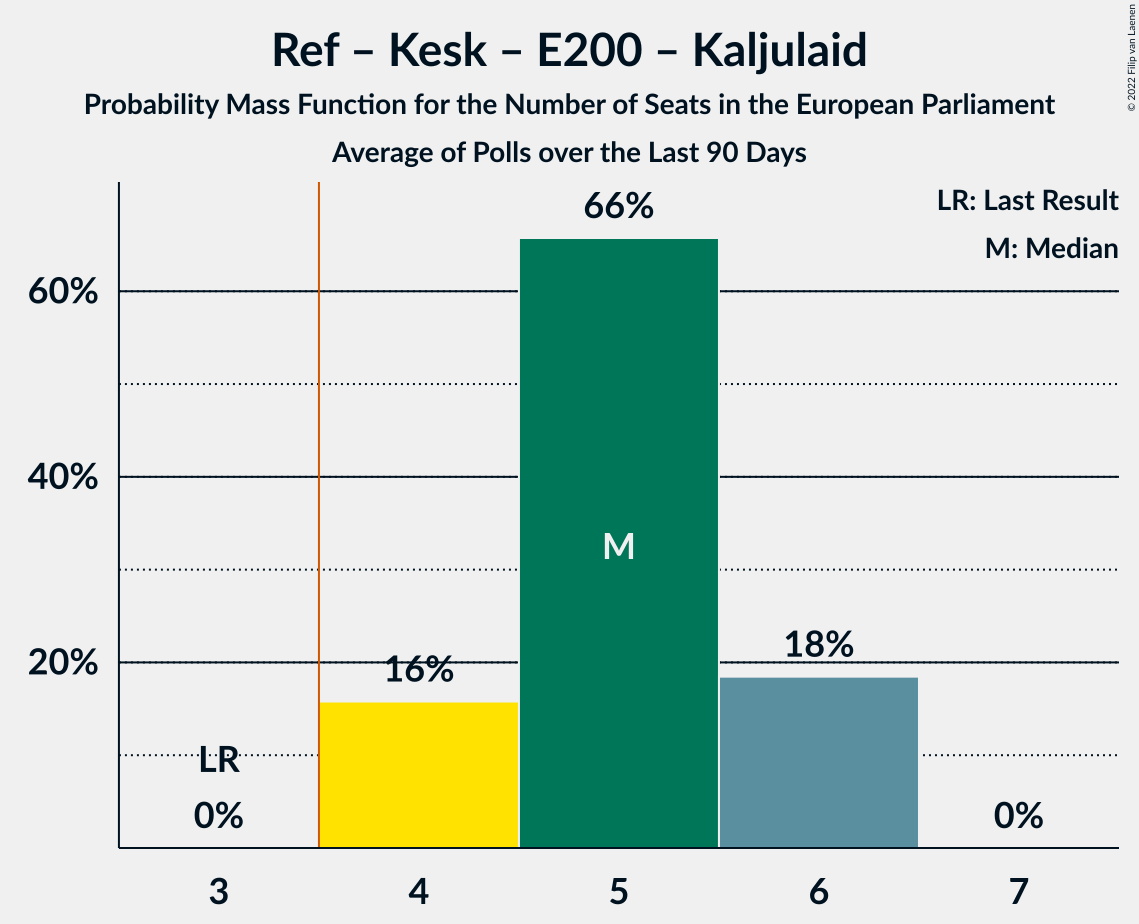 Ref – Kesk – E200 – Kaljulaid
Probability Mass Function for the Number of Seats in the European Parliament
Average of Polls over the Last 90 Days
© 2022 Filip van Laenen
LR: Last Result
M: Median
66%
60%
40%
M
20%
16%
18%
LR
0%
0%
3
4
5
6
7